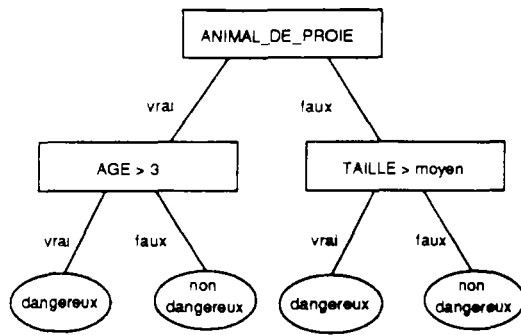 ANIMAL_DE_PROIE
vrai
faux
AGE > 3
TAILLE > moyen
vrai
faux
vrai
faux
dangereux
non
dangereux
dangereux
non
dangereux